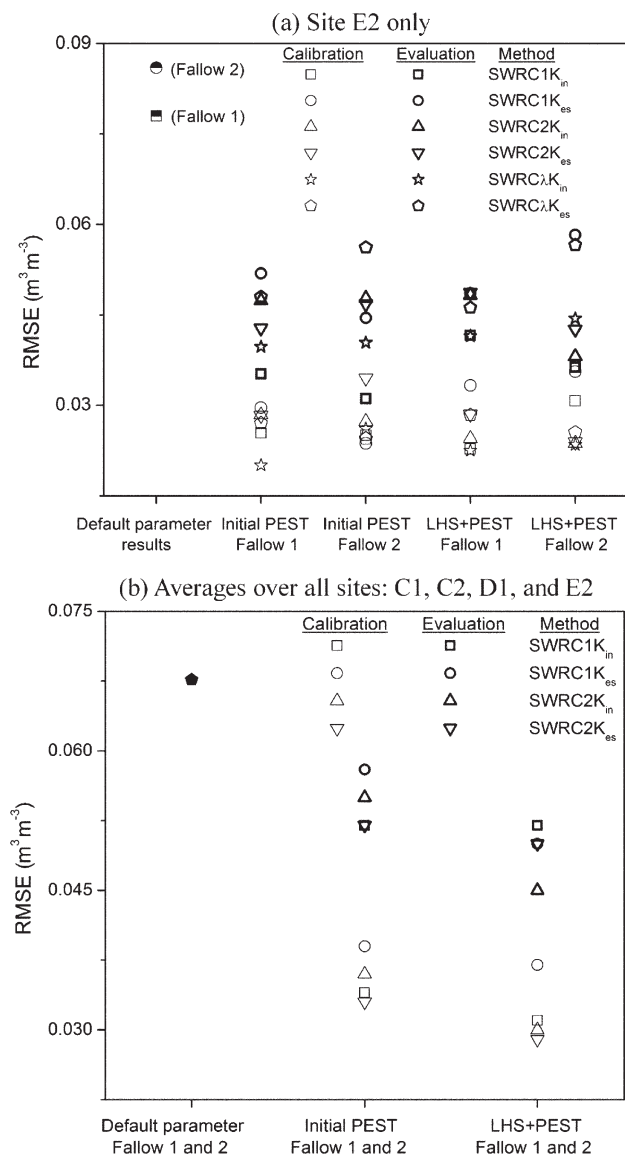 (a) Site E2 only
0.09
Calibration Evaluation Method
(Fallow 2)
SWRC1Kin
SWRC1Kes
(Fallow 1)
SWRC2Kin
SWRC2Kes
SWRCλKin
SWRCλKes
0.06
RMSE (m3 m-3)
0.03
Default parameter results
Initial PEST Fallow 1
Initial PEST Fallow 2
LHS+PEST Fallow 1
LHS+PEST Fallow 2
(b) Averages over all sites: C1, C2, D1, and E2
0.075
Calibration Evaluation Method
SWRC1Kin
SWRC1Kes
SWRC2Kin
SWRC2Kes
0.060
RMSE (m3 m-3)
0.045
0.030
Default parameter Fallow 1 and 2
Initial PEST Fallow 1 and 2
LHS+PEST Fallow 1 and 2